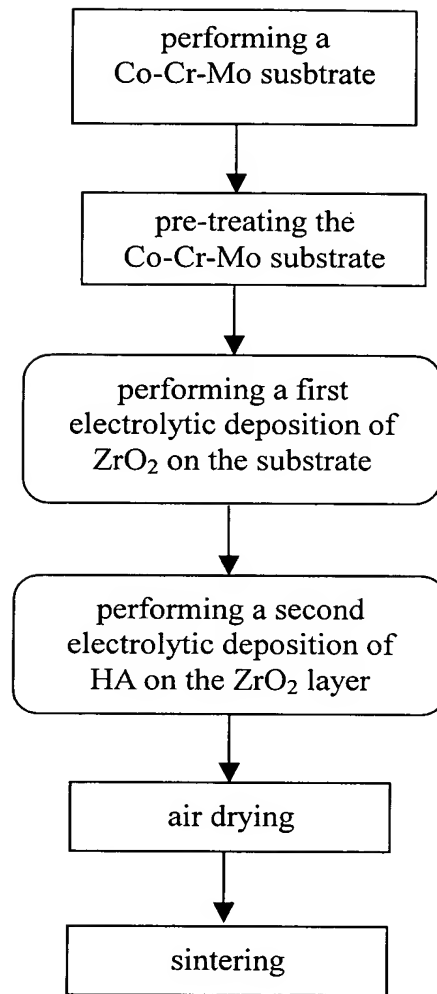 performing a
Co-Cr-Mo susbtrate
pre-treating the
Co-Cr-Mo substrate
performing a first
electrolytic deposition of
ZrO₂ on the substrate
performing a second
electrolytic deposition of
HA on the ZrO₂ layer
air drying
sintering